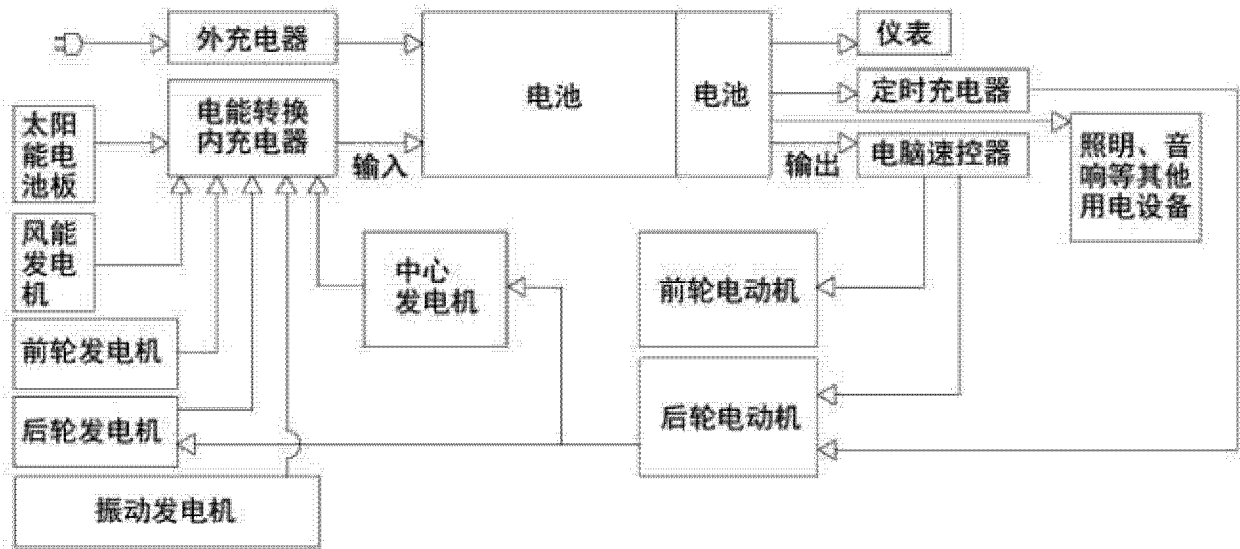 外充电器
电能转换
内充电器
太阳
能电
池板
风能
发电
机
前轮发电机
后轮发电机
振动发电机
输入
电池
电池
中心
发电机
仪表
定时充电器
输出
电脑速控器
照明、音
响等其他
用电设备
前轮电动机
后轮电动机